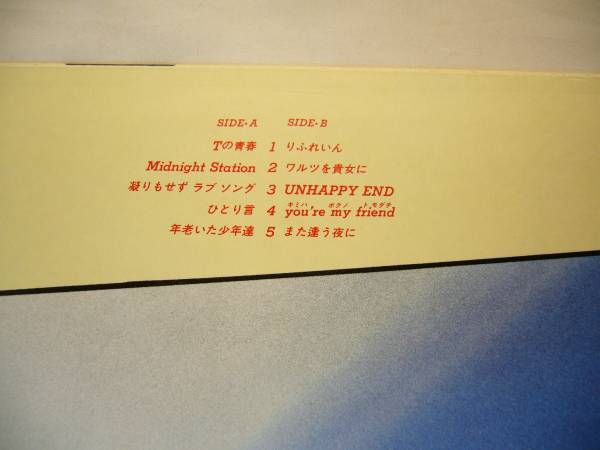 SIDE・A SIDE・B
Tの青春 1 りふれいん
Midnight Station 2 ワルツを貴女に
凝りもせず ラブ ソング 3 UNHAPPY END
ひとり言 4 you're my friend
キミハ ボクノ トモダチ
年老いた少年達 5 また逢う夜に